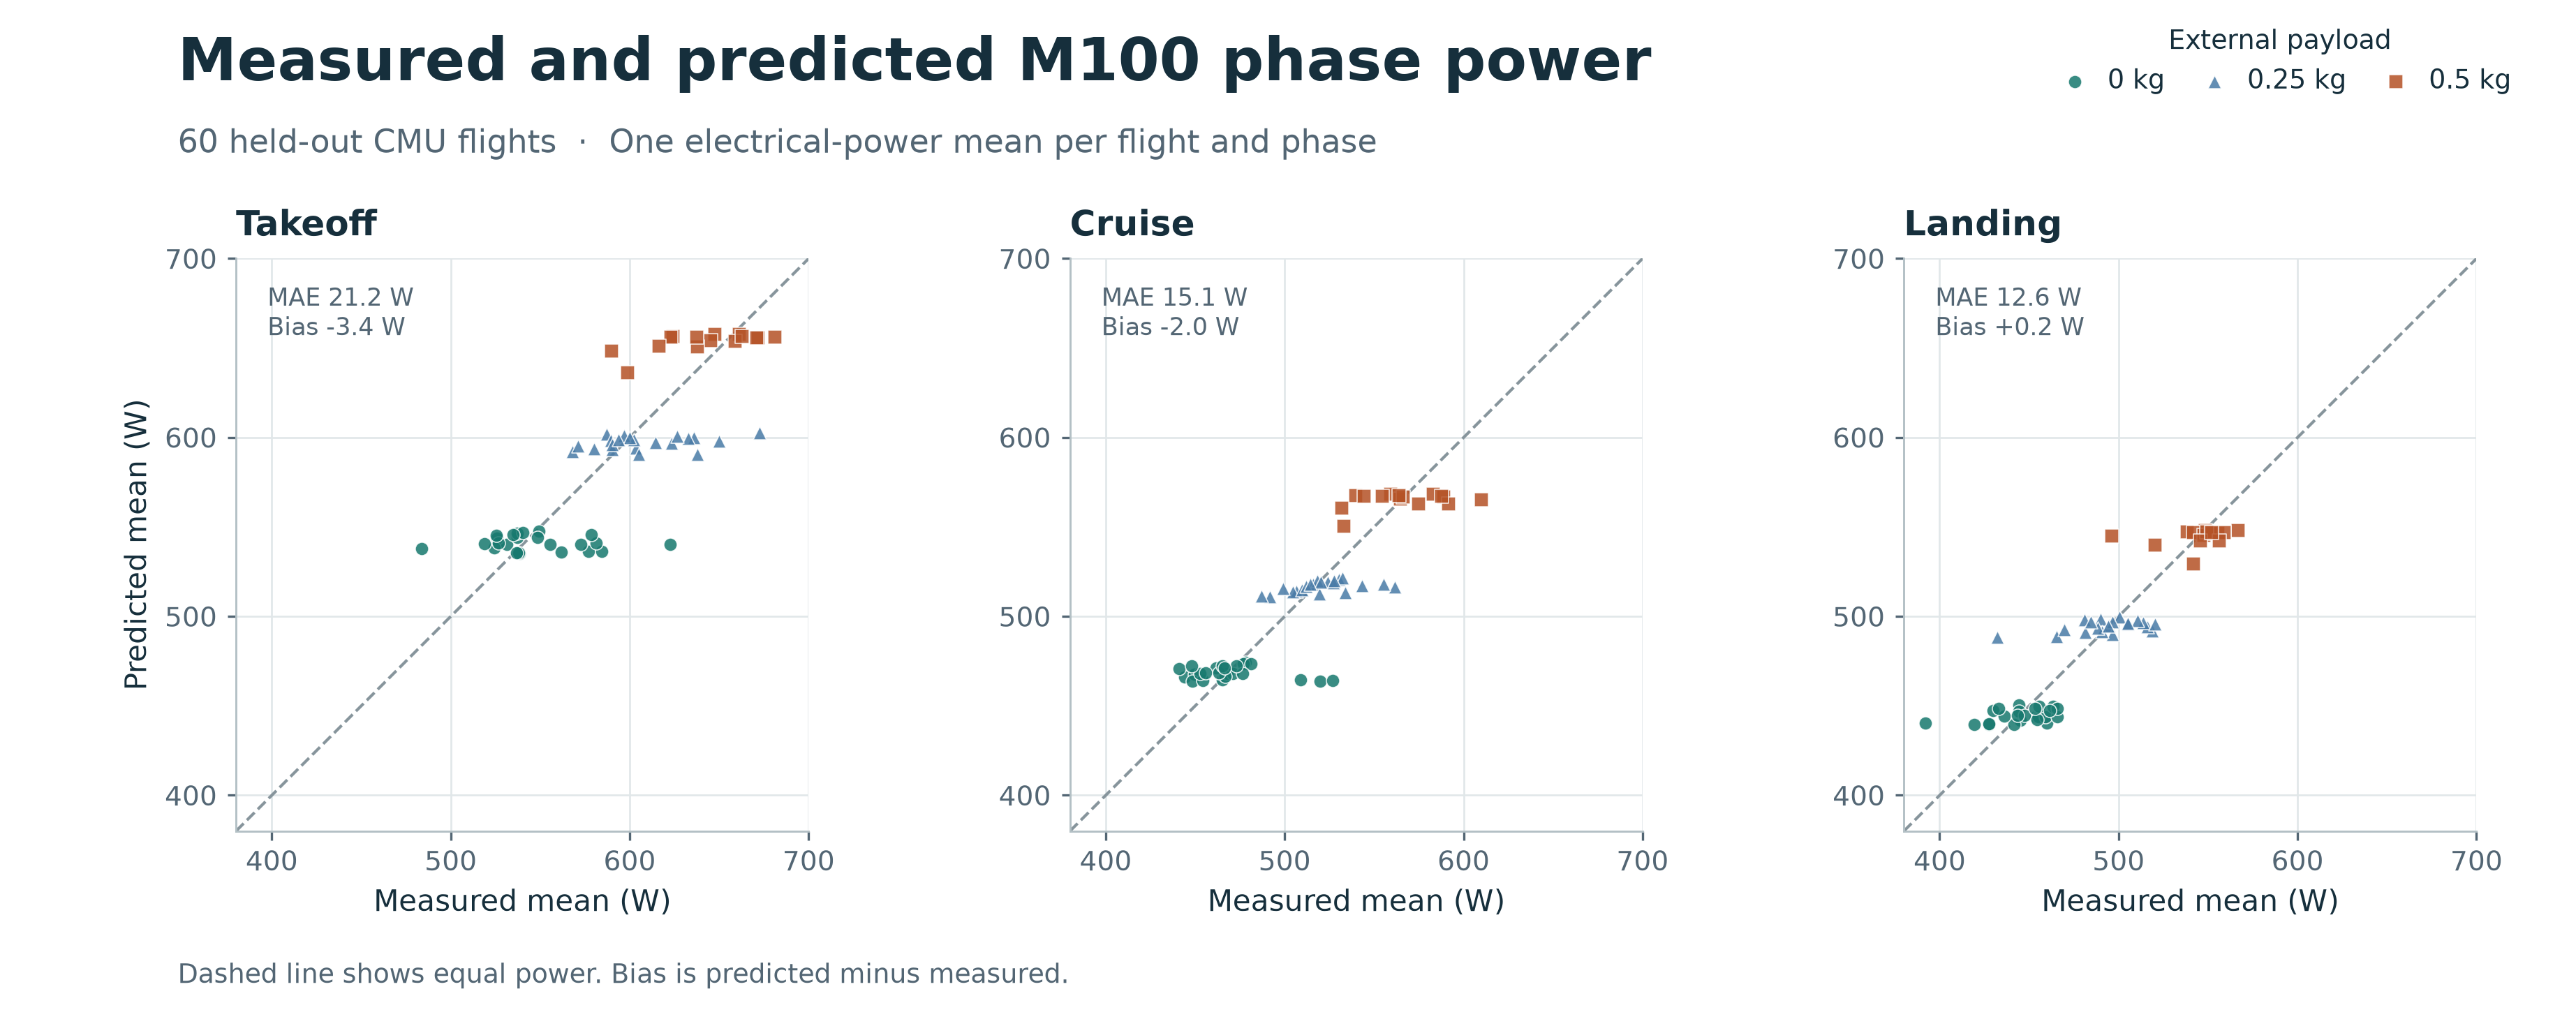 Measured and predicted M100 phase power
External payload
0 kg 0.25 kg 0.5 kg
60 held-out CMU flights · One electrical-power mean per flight and phase
Takeoff
MAE 21.2 W
Bias -3.4 W
Predicted mean (W)
700
600
500
400
400 500 600 700
Measured mean (W)
Cruise
MAE 15.1 W
Bias -2.0 W
700
600
500
400
400 500 600 700
Measured mean (W)
Landing
MAE 12.6 W
Bias +0.2 W
700
600
500
400
400 500 600 700
Measured mean (W)
Dashed line shows equal power. Bias is predicted minus measured.